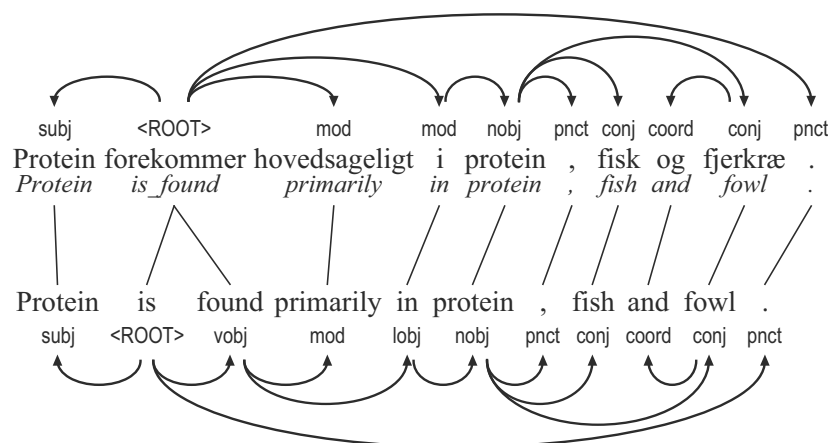 subj <ROOT> mod mod nobj pnct conj coord conj pnct
Protein forekommer hovedsageligt i protein , fisk og fjerkræ .
Protein is_found primarily in protein , fish and fowl .
Protein is found primarily in protein , fish and fowl .
subj <ROOT> vobj mod lobj nobj pnct conj coord conj pnct